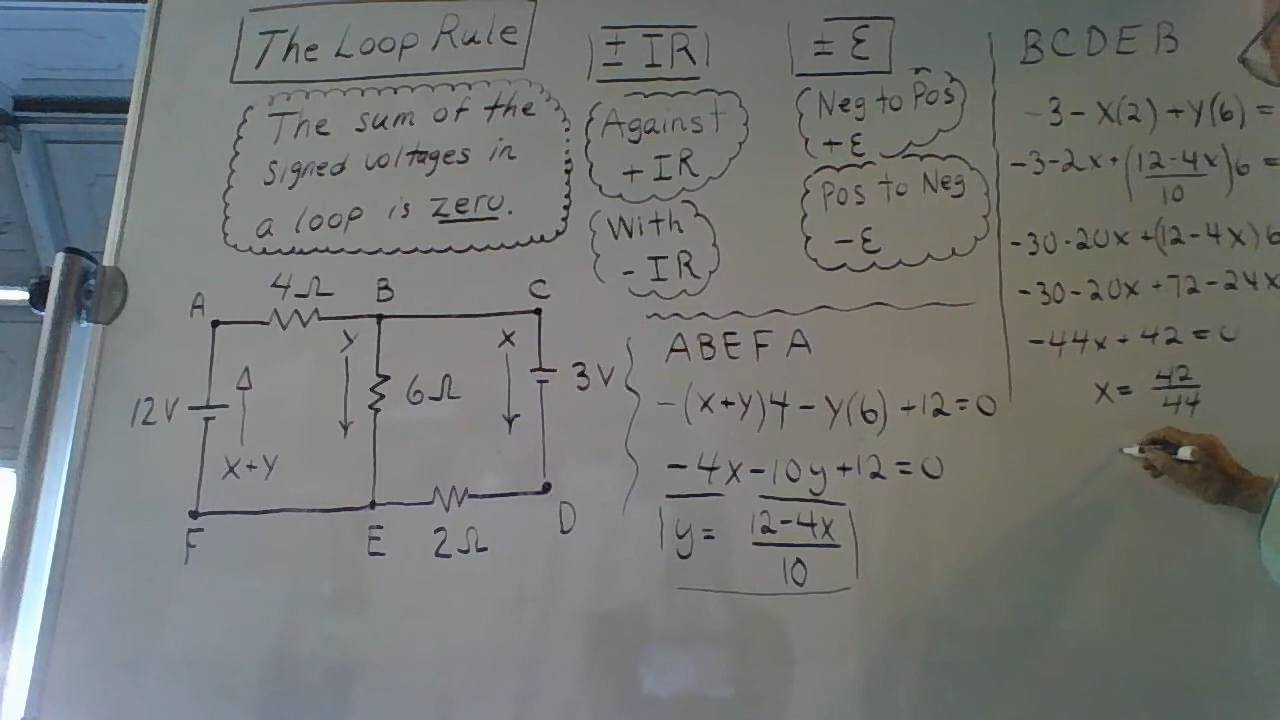 The Loop Rule
The sum of the
signed voltages in
a loop is zero.
± IR
Against
+ IR
With
- IR
± Ɛ
Neg to Pos
+Ɛ
Pos to Neg
-Ɛ
A
4Ω
B
C
12V
X+Y
Y
6Ω
X
3V
F
E
2Ω
D
ABEFA
-(X+Y)4-Y(6)+12=0
-4x-10y+12=0
y= 12-4x
10
BCDEB
-3-X(2)+Y(6)=
-3-2x+(12-4x)6=
10
-30-20x+(12-4x)6
-30-20x+72-24x
-44x+42=0
x= 42
44